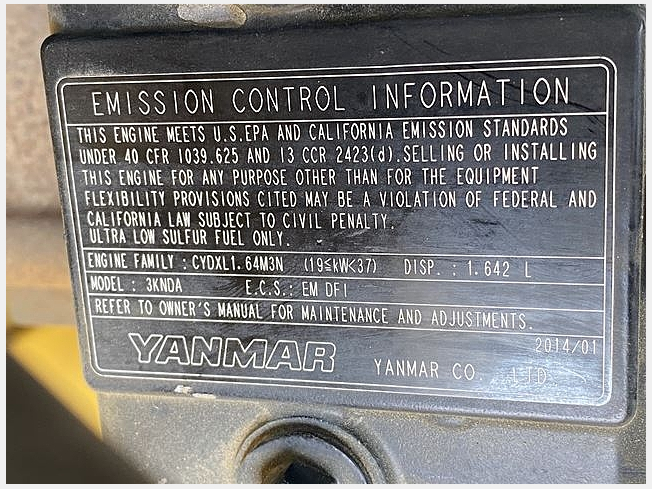 EMISSION CONTROL INFORMATION
THIS ENGINE MEETS U.S.EPA AND CALIFORNIA EMISSION STANDARDS
UNDER 40 CFR 1039.625 AND 13 CCR 2423(d).SELLING OR INSTALLING
THIS ENGINE FOR ANY PURPOSE OTHER THAN FOR THE EQUIPMENT
FLEXIBILITY PROVISIONS CITED MAY BE A VIOLATION OF FEDERAL AND
CALIFORNIA LAW SUBJECT TO CIVIL PENALTY.
ULTRA LOW SULFUR FUEL ONLY.
ENGINE FAMILY : CYDXL1.64M3N (19≦kW<37) DISP. : 1.642 L
MODEL : 3KNDA E.C.S.: EM DFI
REFER TO OWNER'S MANUAL FOR MAINTENANCE AND ADJUSTMENTS.
2014/01
YANMAR YANMAR CO. LTD